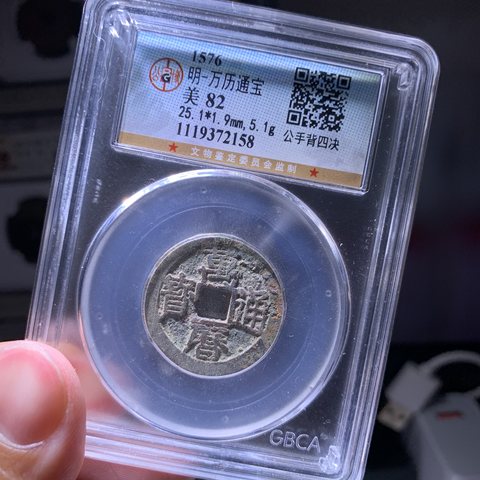 1576
明-万历通宝
美 82
25.1*1.9mm,5.1g
公手背四决
1119372158
★ 文物鉴定委员会监制 ★
萬曆通寶
GBCA